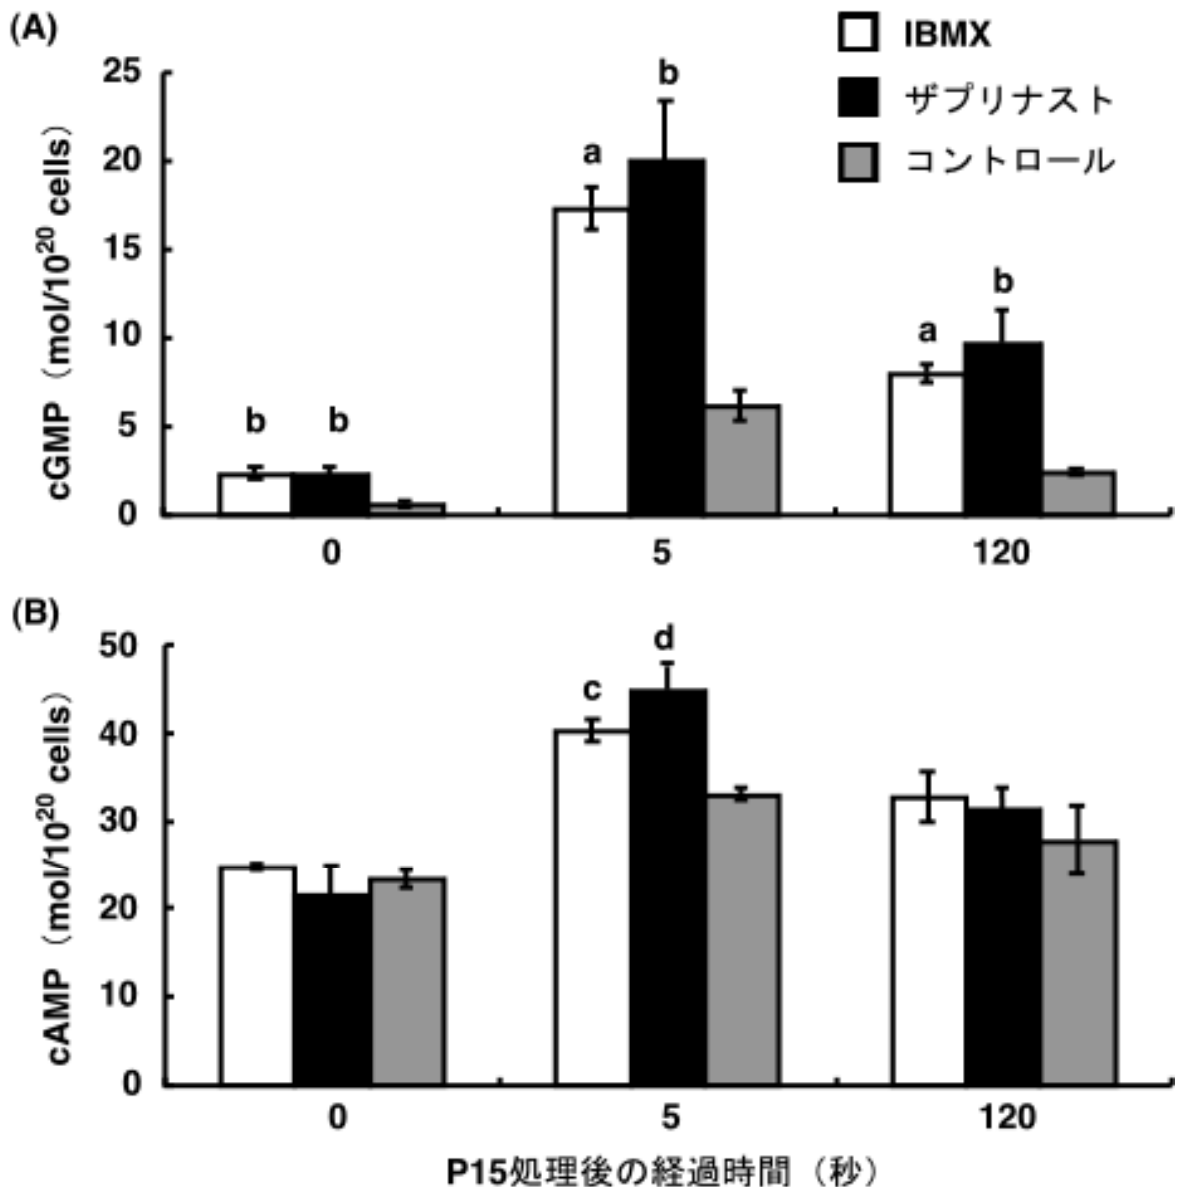 (A)
IBMX
ザプリナスト
コントロール
cGMP（mol/10²⁰ cells）
25
20
15
10
5
0
b
b
a
b
a
b
0
5
120
(B)
cAMP（mol/10²⁰ cells）
50
40
30
20
10
0
c
d
0
5
120
P15処理後の経過時間（秒）